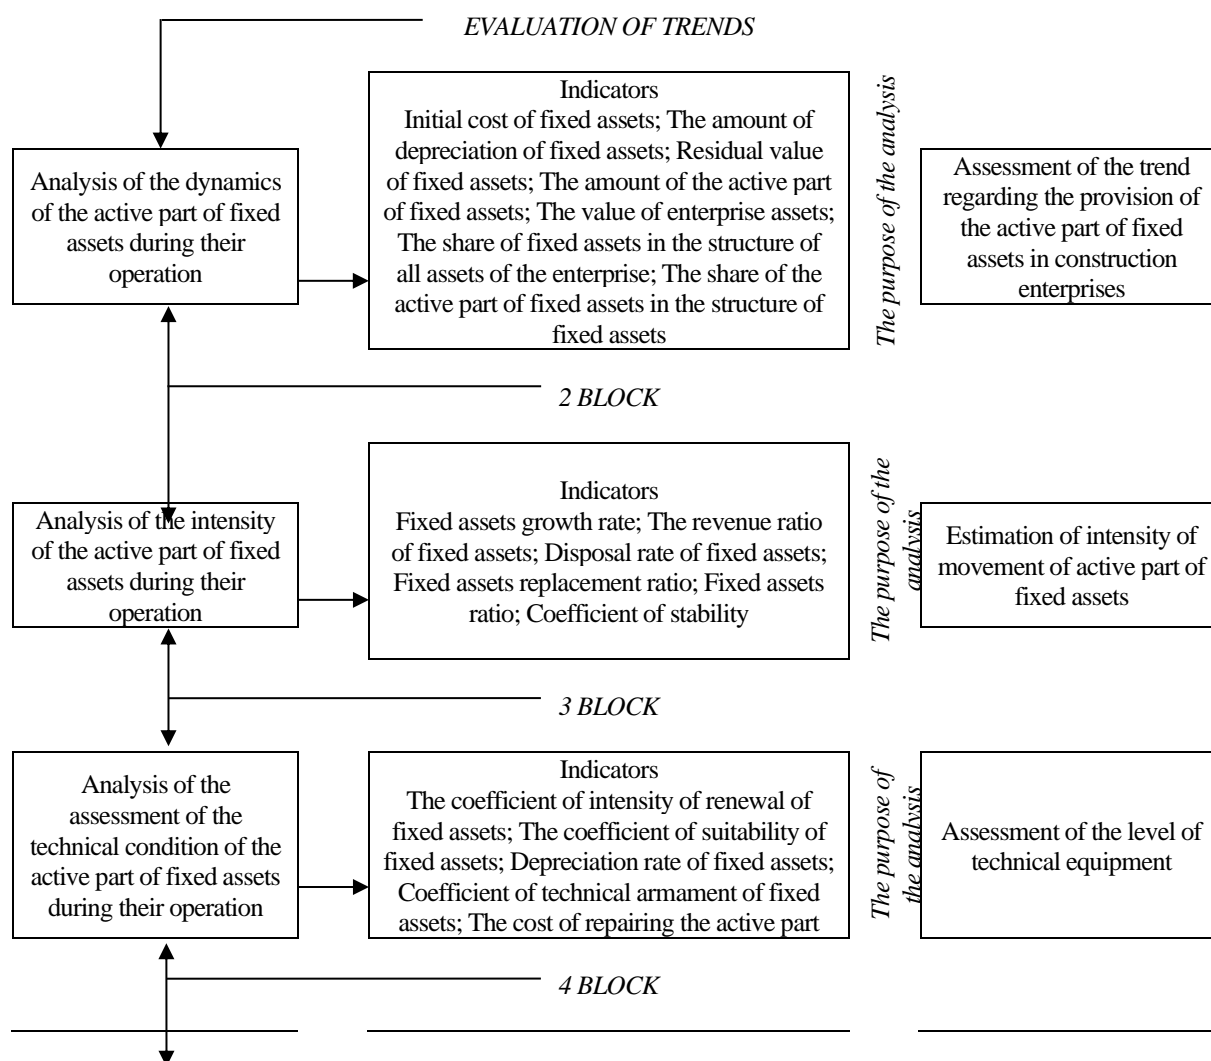 EVALUATION OF TRENDS
Analysis of the dynamics
of the active part of fixed
assets during their
operation
Indicators
Initial cost of fixed assets; The amount of
depreciation of fixed assets; Residual value
of fixed assets; The amount of the active part
of fixed assets; The value of enterprise assets;
The share of fixed assets in the structure of
all assets of the enterprise; The share of the
active part of fixed assets in the structure of
fixed assets
The purpose of the analysis
Assessment of the trend
regarding the provision of
the active part of fixed
assets in construction
enterprises
2 BLOCK
Analysis of the intensity
of the active part of fixed
assets during their
operation
Indicators
Fixed assets growth rate; The revenue ratio
of fixed assets; Disposal rate of fixed assets;
Fixed assets replacement ratio; Fixed assets
ratio; Coefficient of stability
The purpose of the
analysis
Estimation of intensity of
movement of active part of
fixed assets
3 BLOCK
Analysis of the
assessment of the
technical condition of the
active part of fixed assets
during their operation
Indicators
The coefficient of intensity of renewal of
fixed assets; The coefficient of suitability of
fixed assets; Depreciation rate of fixed assets;
Coefficient of technical armament of fixed
assets; The cost of repairing the active part
The purpose of
the analysis
Assessment of the level of
technical equipment
4 BLOCK